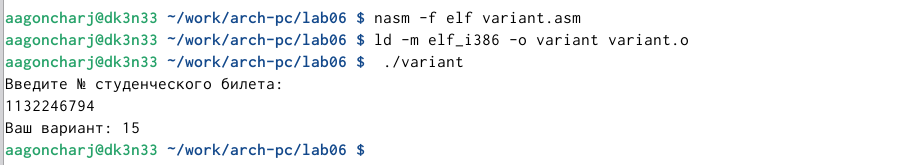 aagoncharj@dk3n33 ~/work/arch-pc/lab06 $ nasm -f elf variant.asm
aagoncharj@dk3n33 ~/work/arch-pc/lab06 $ ld -m elf_i386 -o variant variant.o
aagoncharj@dk3n33 ~/work/arch-pc/lab06 $  ./variant
Введите № студенческого билета:
1132246794
Ваш вариант: 15
aagoncharj@dk3n33 ~/work/arch-pc/lab06 $